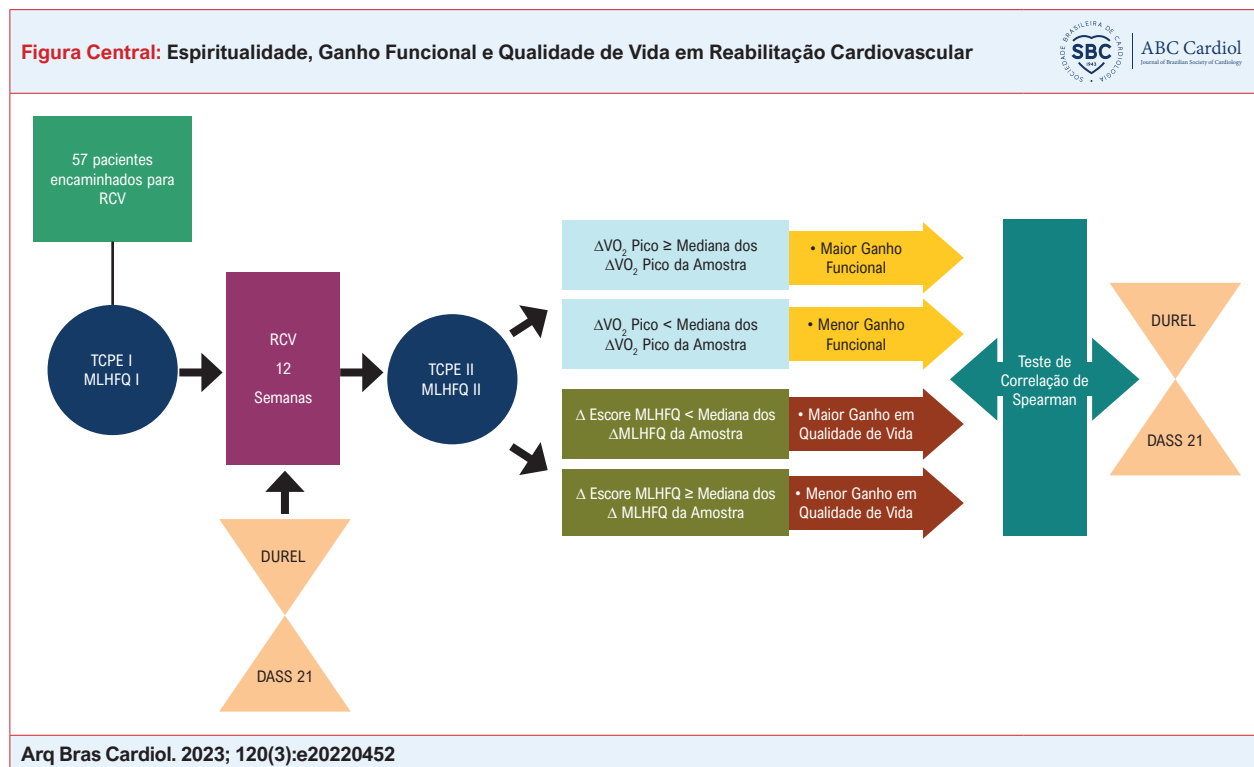 Figura Central: Espiritualidade, Ganho Funcional e Qualidade de Vida em Reabilitação Cardiovascular
SOCIEDADE BRASILEIRA DE CARDIOLOGIA
SBC
1943
ABC Cardiol
Journal of Brazilian Society of Cardiology
57 pacientes
encaminhados para
RCV
TCPE I
MLHFQ I
RCV
12
Semanas
DUREL
DASS 21
TCPE II
MLHFQ II
ΔVO₂ Pico ≥ Mediana dos
ΔVO₂ Pico da Amostra
• Maior Ganho
Funcional
ΔVO₂ Pico < Mediana dos
ΔVO₂ Pico da Amostra
• Menor Ganho
Funcional
Δ Escore MLHFQ < Mediana dos
ΔMLHFQ da Amostra
• Maior Ganho em
Qualidade de Vida
Δ Escore MLHFQ ≥ Mediana dos
Δ MLHFQ da Amostra
• Menor Ganho em
Qualidade de Vida
Teste de
Correlação de
Spearman
DUREL
DASS 21
Arq Bras Cardiol. 2023; 120(3):e20220452